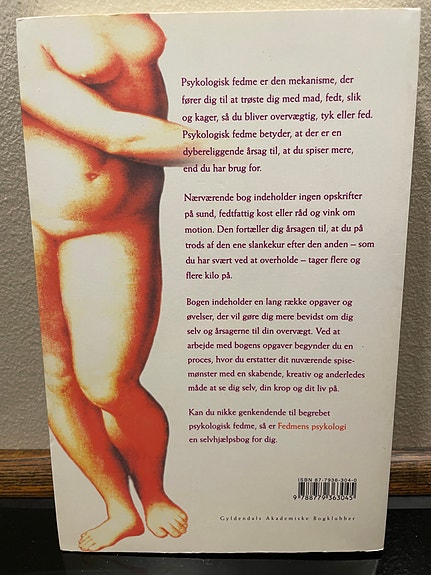 Psykologisk fedme er den mekanisme, der
fører dig til at trøste dig med mad, fedt, slik
og kager, så du bliver overvægtig, tyk eller fed.
Psykologisk fedme betyder, at der er en
dybereliggende årsag til, at du spiser mere,
end du har brug for.
Nærværende bog indeholder ingen opskrifter
på sund, fedtfattig kost eller råd og vink om
motion. Den fortæller dig årsagen til, at du på
trods af den ene slankekur efter den anden – som
du har svært ved at overholde – tager flere og
flere kilo på.
Bogen indeholder en lang række opgaver og
øvelser, der vil gøre dig mere bevidst om dig
selv og årsagerne til din overvægt. Ved at
arbejde med bogens opgaver begynder du en
proces, hvor du erstatter dit nuværende spise-
mønster med en skabende, kreativ og anderledes
måde at se dig selv, din krop og dit liv på.
Kan du nikke genkendende til begrebet
psykologisk fedme, så er Fedmens psykologi
en selvhjælpsbog for dig.
ISBN 87-7936-304-0
9 788779 363045
Gyldendals Akademiske Bogklubber